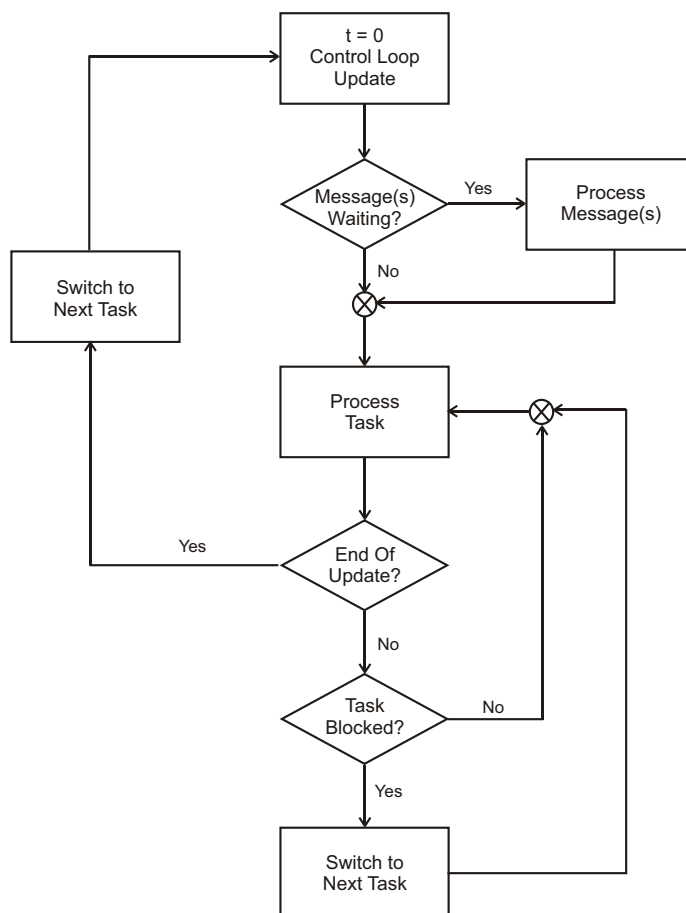 t = 0
Control Loop
Update
Message(s)
Waiting?
Yes
Process
Message(s)
No
Switch to
Next Task
Process
Task
Yes
End Of
Update?
No
Task
Blocked?
No
Yes
Switch to
Next Task